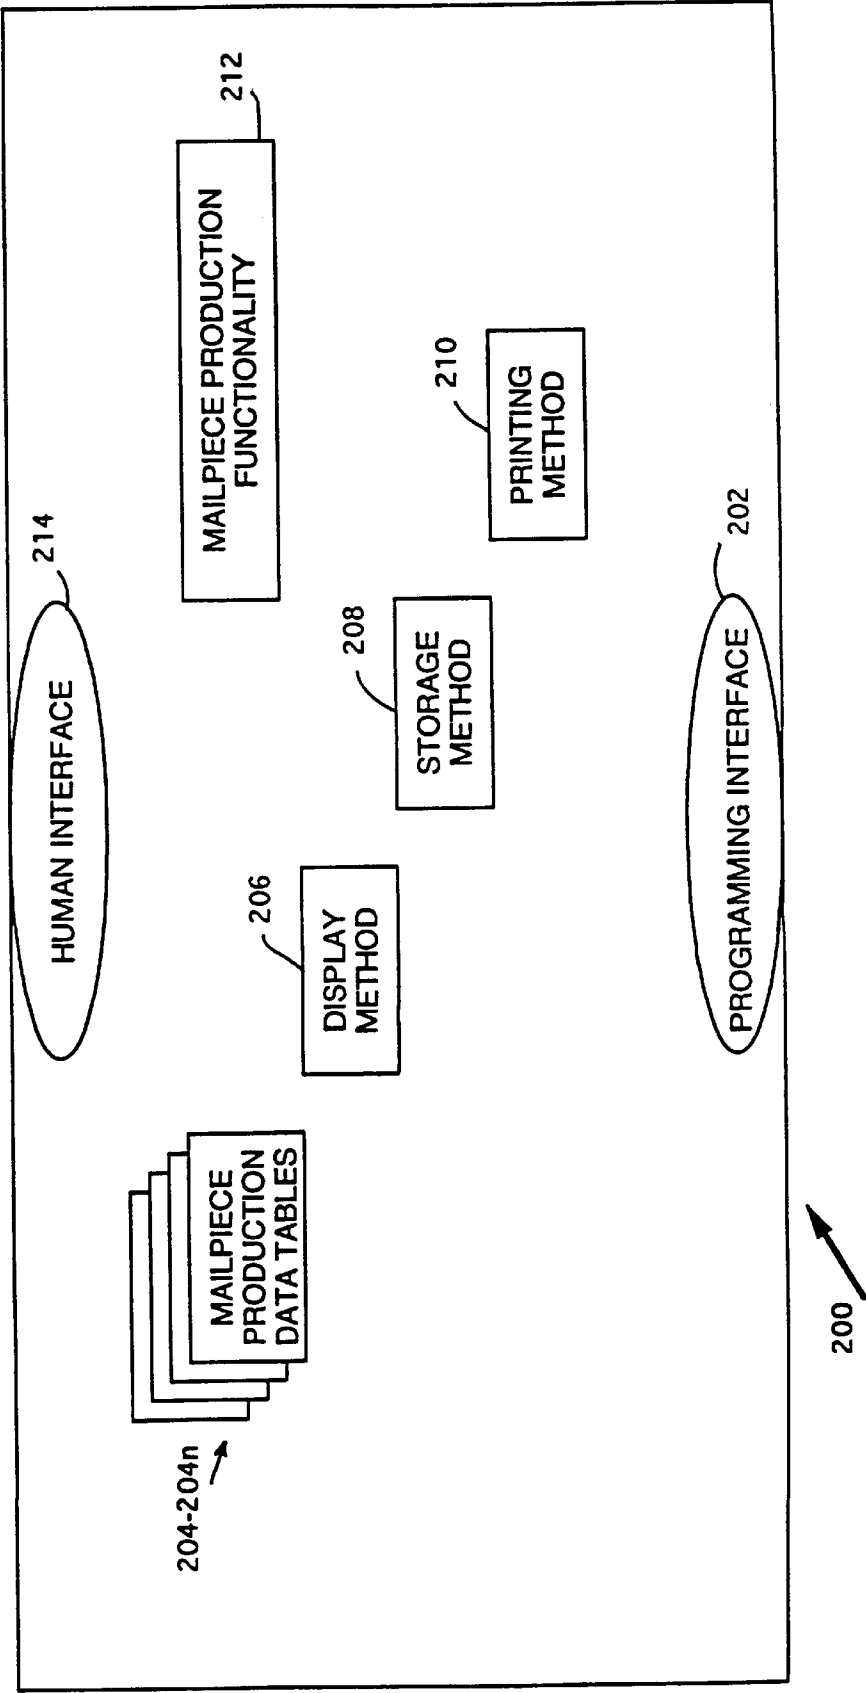 HUMAN INTERFACE
214
MAILPIECE
PRODUCTION
DATA TABLES
204-204n
MAILPIECE PRODUCTION
FUNCTIONALITY
212
DISPLAY
METHOD
206
STORAGE
METHOD
208
PRINTING
METHOD
210
PROGRAMMING INTERFACE
202
200